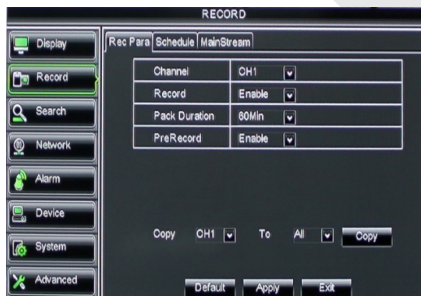 RECORD
Display
Rec Para Schedule MainStream
Record
Channel CH1
Record Enable
Search
Pack Duration 60Min
PreRecord Enable
Network
Alarm
Device
Copy CH1 To All Copy
System
Advanced
Default Apply Exit